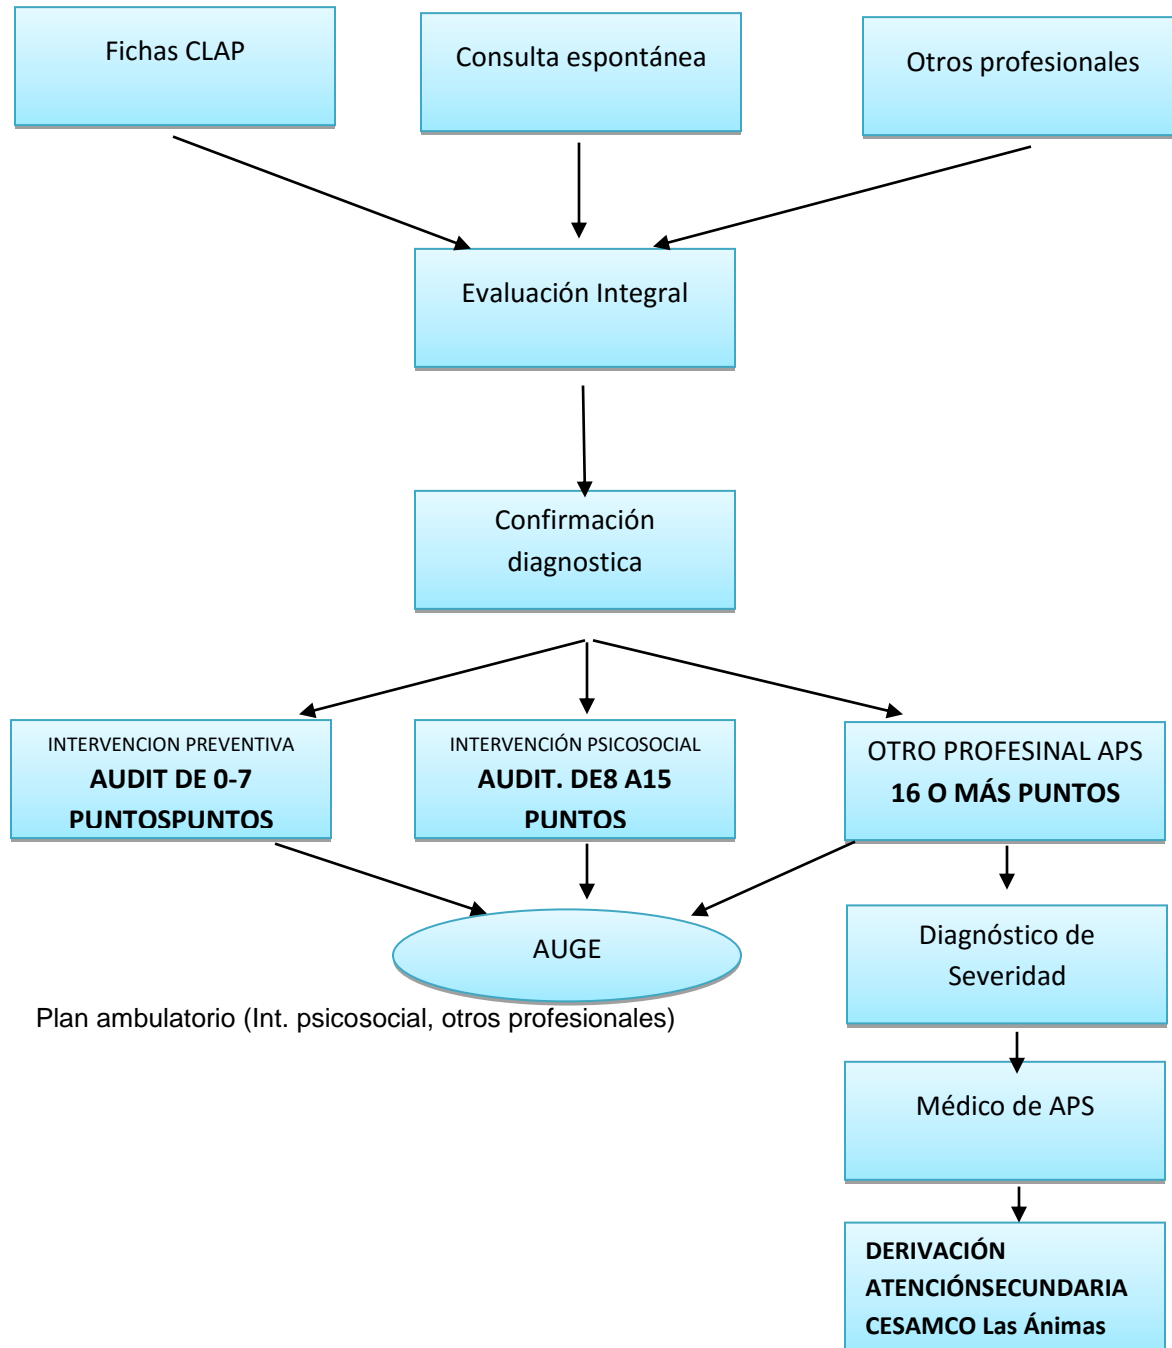 Fichas CLAP
Consulta espontánea
Otros profesionales
Evaluación Integral
Confirmación
diagnostica
INTERVENCION PREVENTIVA
AUDIT DE 0-7
PUNTOSPUNTOS
INTERVENCIÓN PSICOSOCIAL
AUDIT. DE8 A15
PUNTOS
OTRO PROFESINAL APS
16 O MÁS PUNTOS
AUGE
Plan ambulatorio (Int. psicosocial, otros profesionales)
Diagnóstico de
Severidad
Médico de APS
DERIVACIÓN
ATENCIÓNSECUNDARIA
CESAMCO Las Ánimas